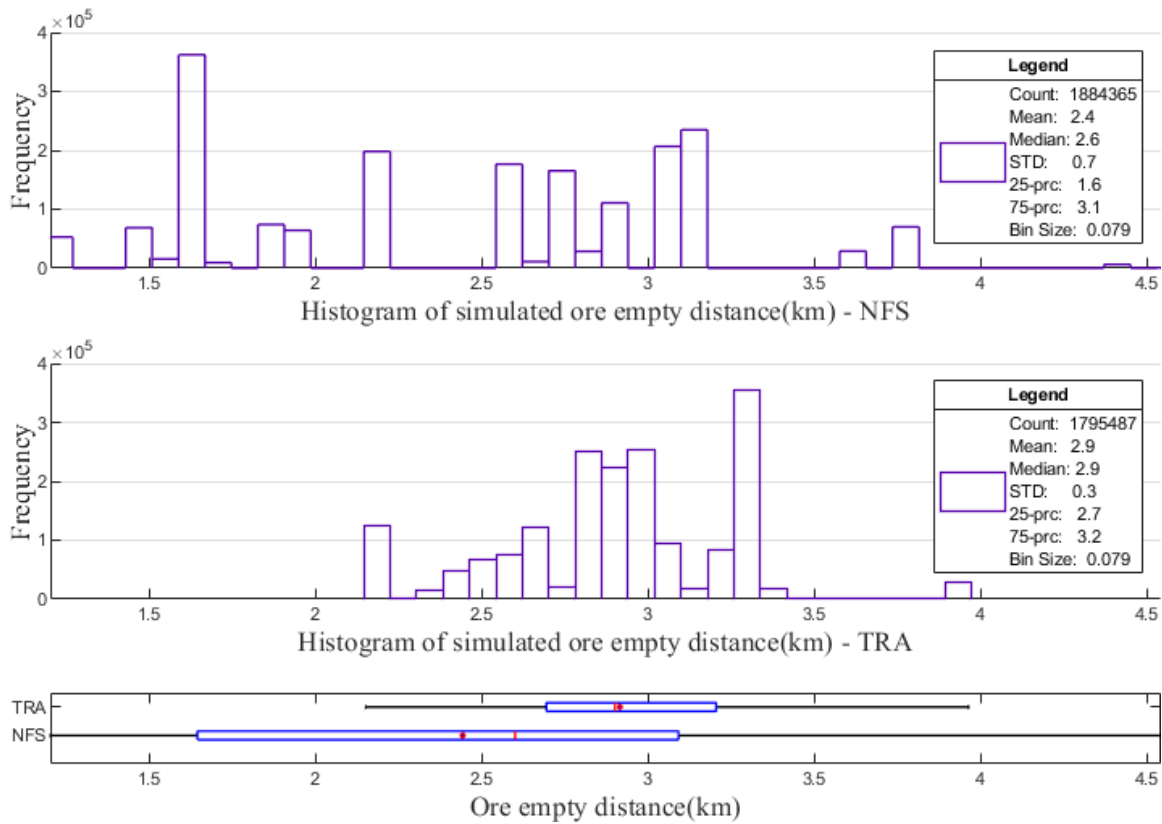 ×10^5
4
3
2
1
0
Frequency
1.5 2 2.5 3 3.5 4 4.5
Histogram of simulated ore empty distance(km) - NFS
Legend
Count: 1884365
Mean: 2.4
Median: 2.6
STD: 0.7
25-prc: 1.6
75-prc: 3.1
Bin Size: 0.079
×10^5
4
3
2
1
0
Frequency
1.5 2 2.5 3 3.5 4 4.5
Histogram of simulated ore empty distance(km) - TRA
Legend
Count: 1795487
Mean: 2.9
Median: 2.9
STD: 0.3
25-prc: 2.7
75-prc: 3.2
Bin Size: 0.079
TRA
NFS
1.5 2 2.5 3 3.5 4 4.5
Ore empty distance(km)